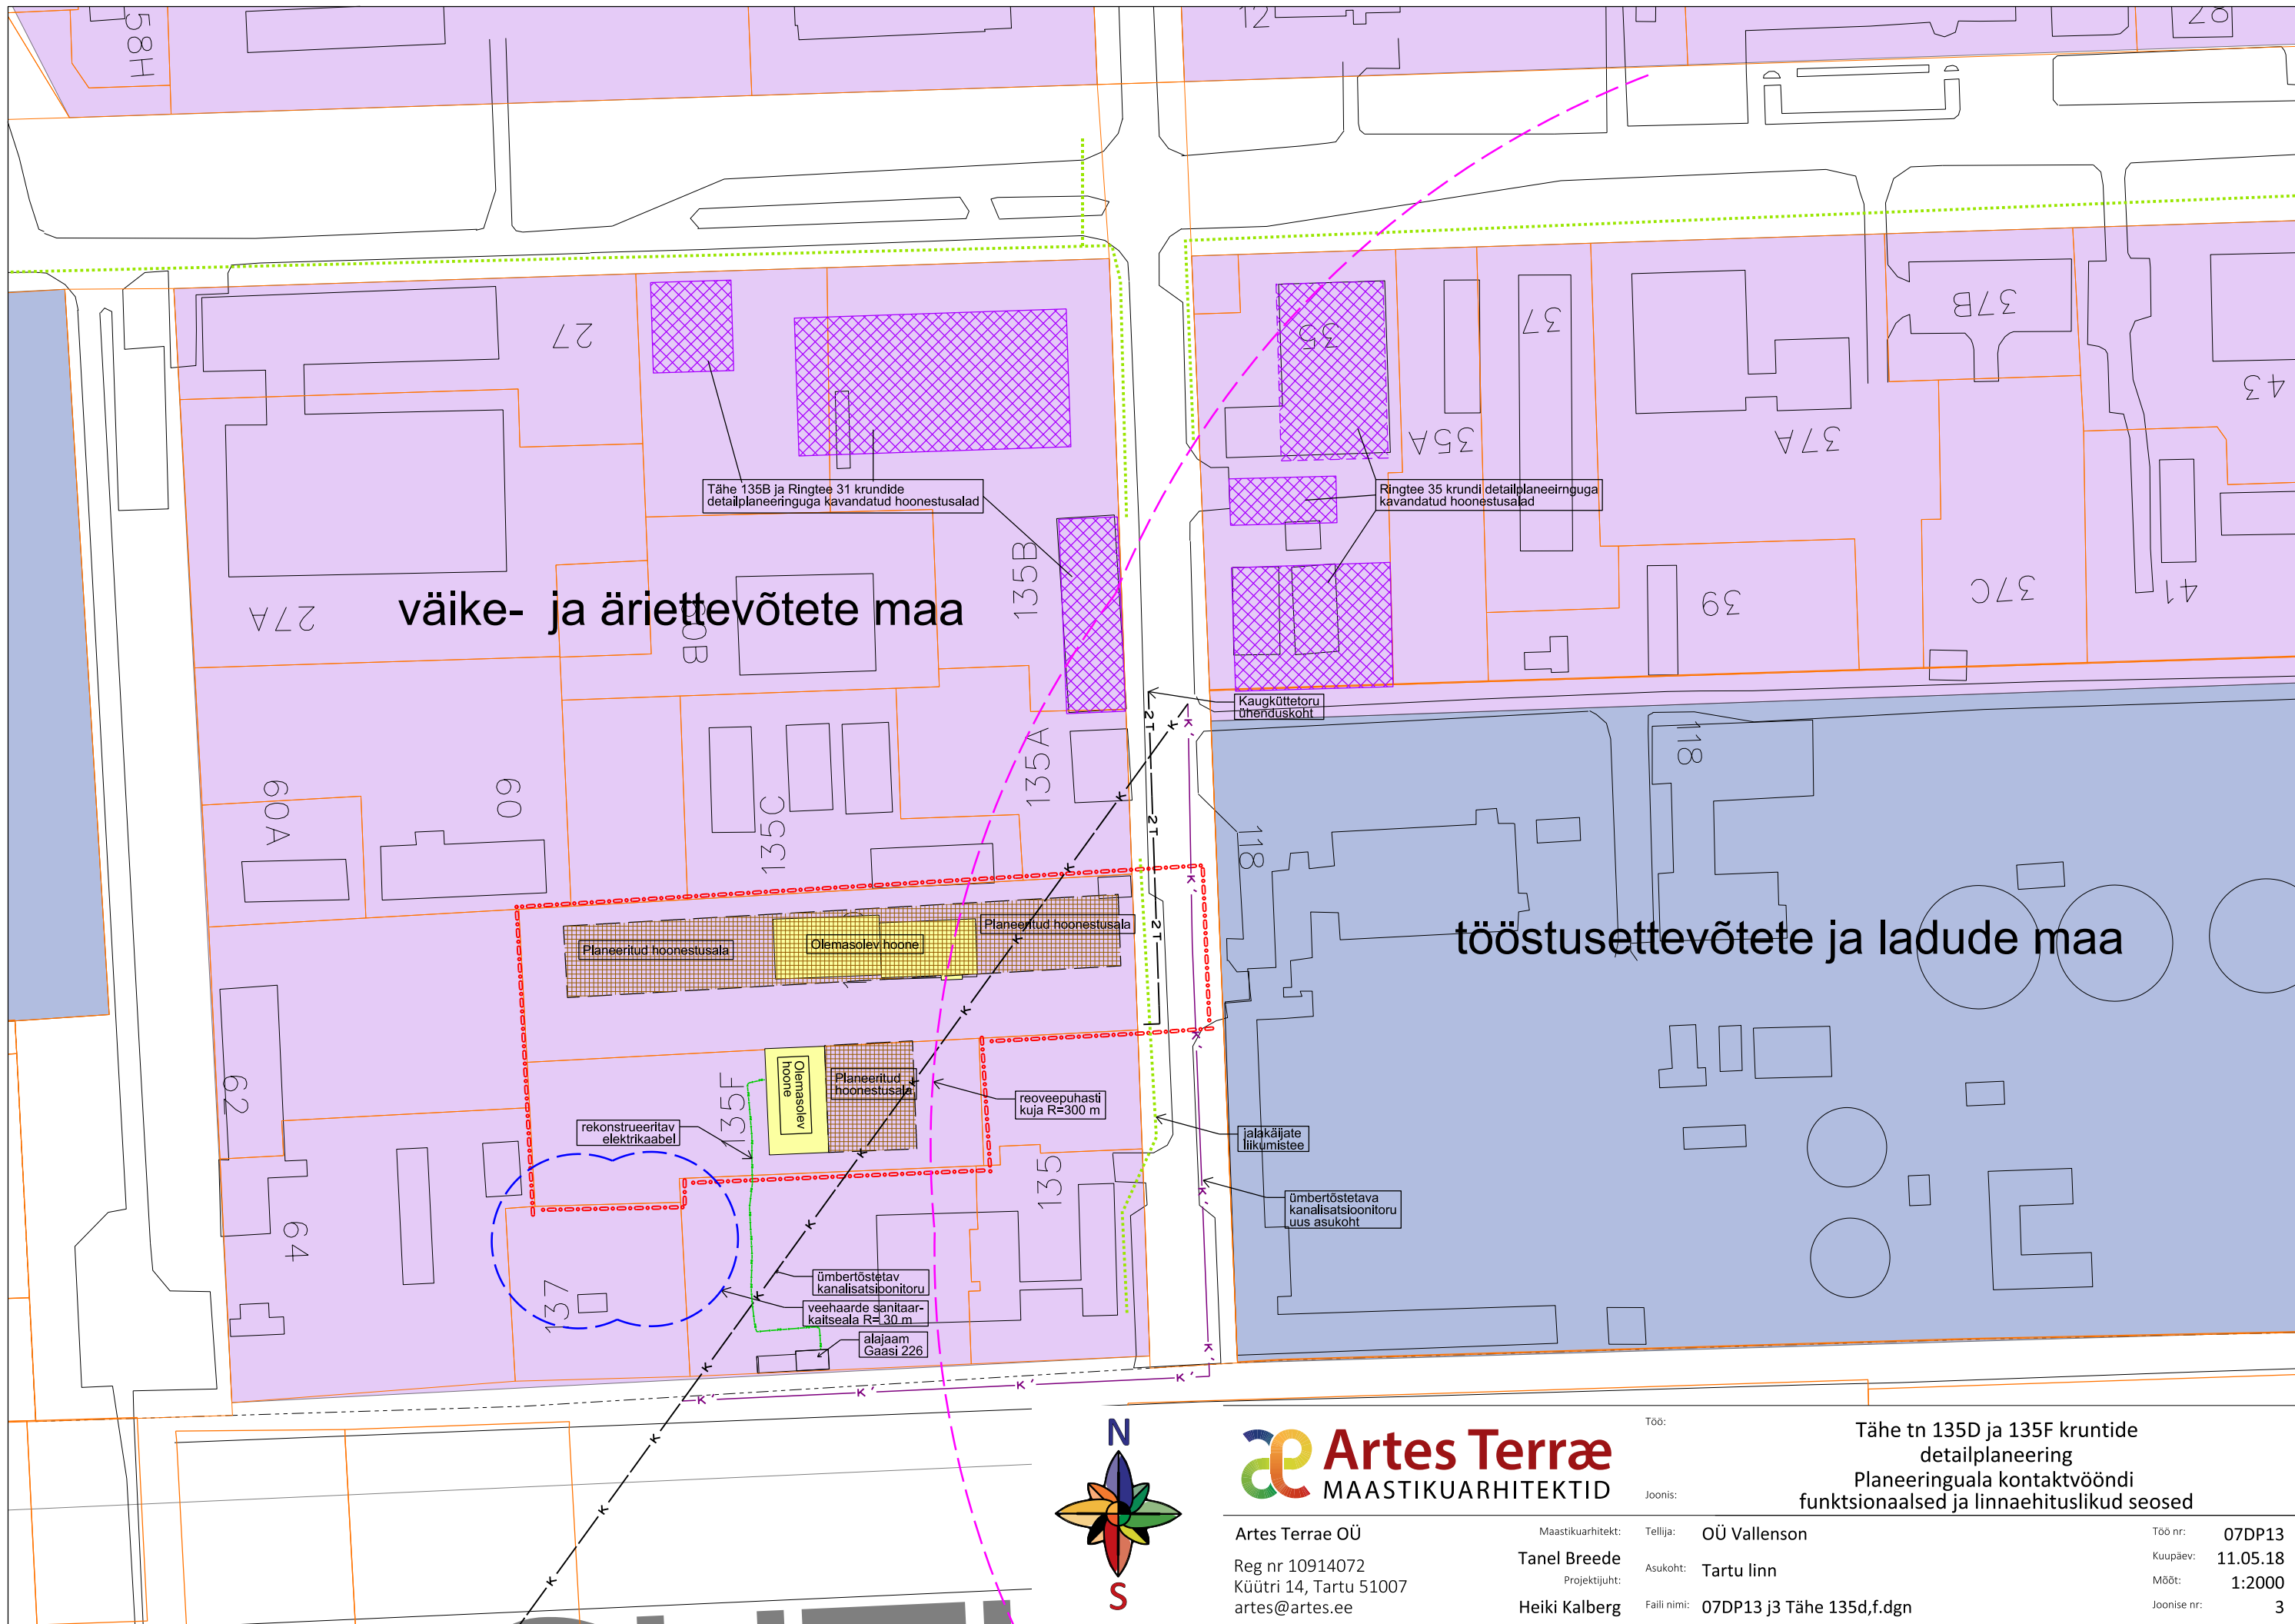 58H
27
35
37
37B
43
35A
37A
Tähe 135B ja Ringtee 31 krundide
detailplaneeringuga kavandatud hoonestusalad
Ringtee 35 krundi detailplaneeirnguga
kavandatud hoonestusalad
135B
27A
väike- ja äriettevõtete maa
60B
39
37C
41
Kaugküttetoru
ühenduskoht
135A
118
60A
60
135C
118
Planeeritud hoonestusala
Olemasolev hoone
Planeeritud hoonestusala
tööstusettevõtete ja ladude maa
62
135F
Olemasolev
hoone
Planeeritud
hoonestusala
reoveepuhasti
kuja R=300 m
rekonstrueeritav
elektrikaabel
jalakäijate
liikumistee
135
ümbertõstetava
kanalisatsioonitoru
uus asukoht
64
137
ümbertõstetav
kanalisatsioonitoru
veehaarde sanitaar-
kaitseala R= 30 m
alajaam
Gaasi 226
2T
2T
2T
K
K
K
K
K
K
K
K
K
K
K
K
K
K'
K'
K'
K'
K'
K'
K'
K'
K'
N
S
Artes Terræ
MAASTIKUARHITEKTID
Artes Terrae OÜ
Reg nr 10914072
Küütri 14, Tartu 51007
artes@artes.ee
Maastikuarhitekt:
Tanel Breede
Projektijuht:
Heiki Kalberg
Töö:
Tähe tn 135D ja 135F kruntide
detailplaneering
Joonis:
Planeeringuala kontaktvööndi
funktsionaalsed ja linnaehituslikud seosed
Tellija: OÜ Vallenson
Asukoht: Tartu linn
Faili nimi: 07DP13 j3 Tähe 135d,f.dgn
Töö nr: 07DP13
Kuupäev: 11.05.18
Mõõt: 1:2000
Joonise nr: 3